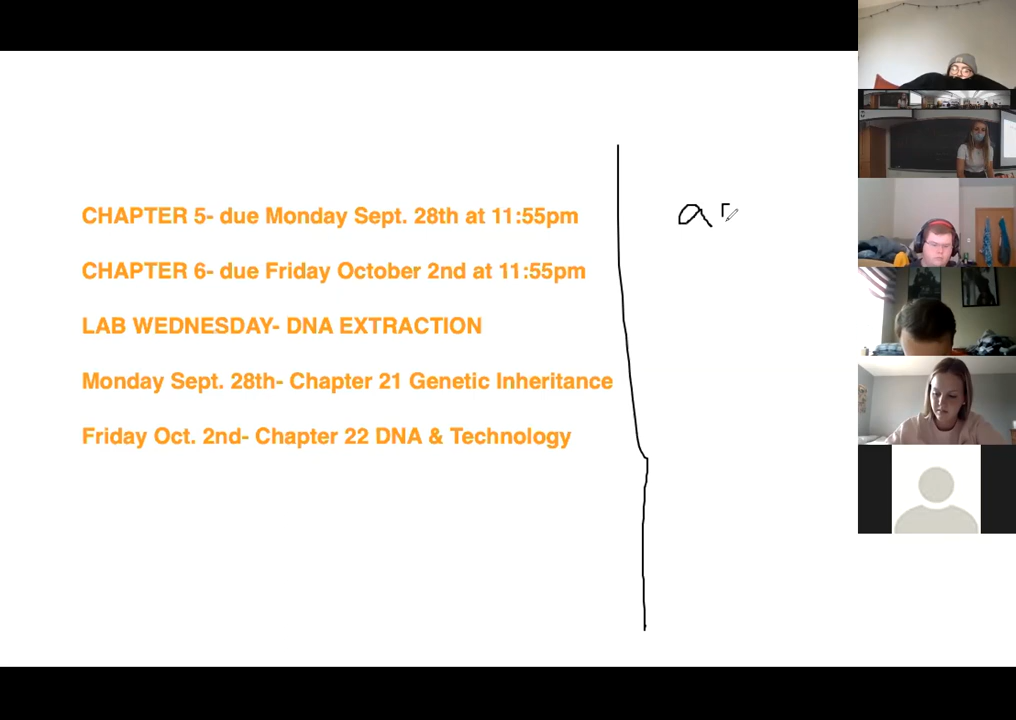 CHAPTER 5- due Monday Sept. 28th at 11:55pm
CHAPTER 6- due Friday October 2nd at 11:55pm
LAB WEDNESDAY- DNA EXTRACTION
Monday Sept. 28th- Chapter 21 Genetic Inheritance
Friday Oct. 2nd- Chapter 22 DNA & Technology
a